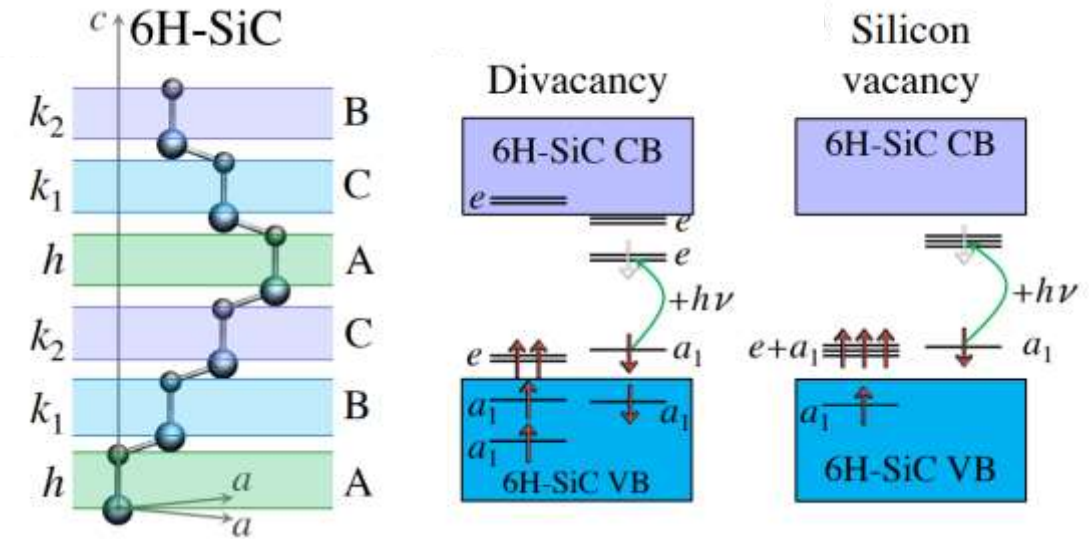 c 6H-SiC
k₂ B
k₁ C
h A
k₂ C
k₁ B
h A
a
a
Divacancy
6H-SiC CB
e
e
e
+hν
e
a₁
a₁
a₁
a₁
6H-SiC VB
Silicon
vacancy
6H-SiC CB
+hν
e+a₁
a₁
a₁
6H-SiC VB